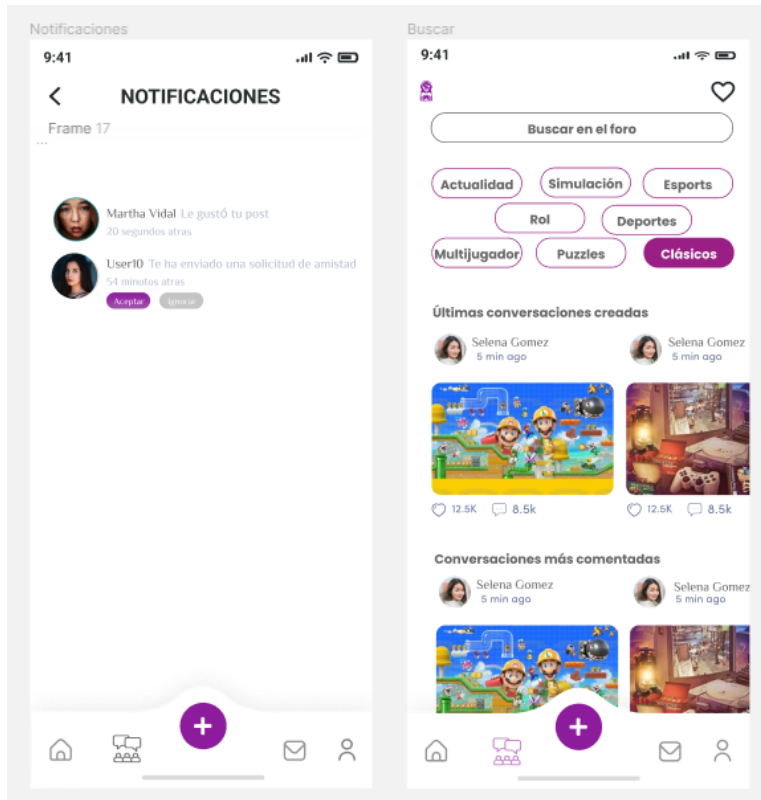 Notificaciones
9:41
NOTIFICACIONES
Frame 17
...
Martha Vidal Le gustó tu post
20 segundos atras
User10 Te ha enviado una solicitud de amistad
54 minutos atras
Aceptar Ignorar
Buscar
9:41
Buscar en el foro
Actualidad Simulación Esports
Rol Deportes
Multijugador Puzzles Clásicos
Últimas conversaciones creadas
Selena Gomez Selena Gomez
5 min ago 5 min ago
12.5K 8.5k 12.5K 8.5k
Conversaciones más comentadas
Selena Gomez Selena Gomez
5 min ago 5 min ago